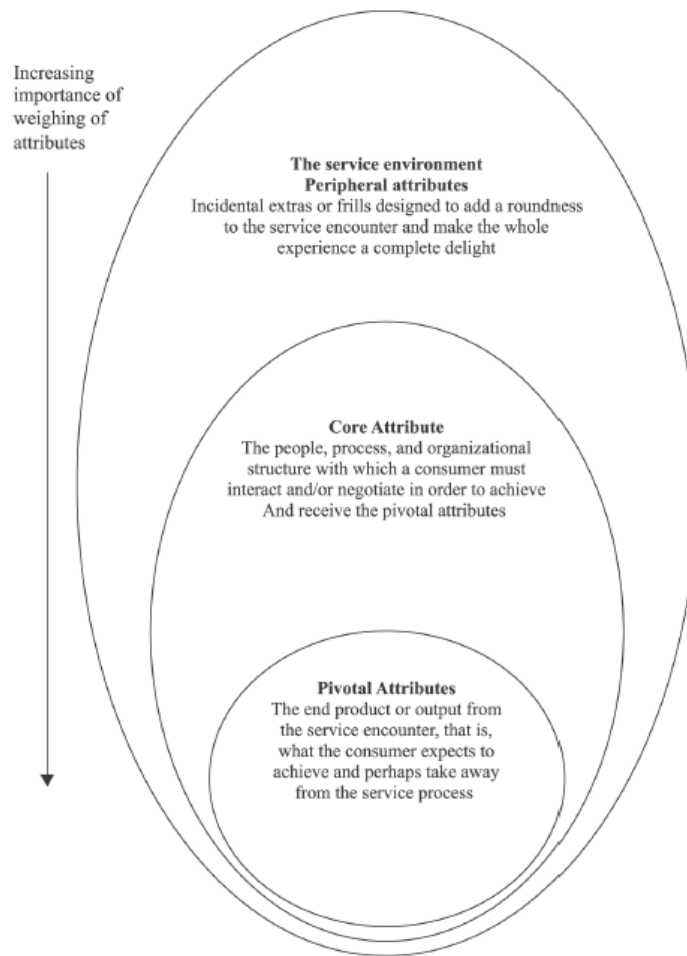 Increasing
importance of
weighing of
attributes
The service environment
Peripheral attributes
Incidental extras or frills designed to add a roundness
to the service encounter and make the whole
experience a complete delight
Core Attribute
The people, process, and organizational
structure with which a consumer must
interact and/or negotiate in order to achieve
And receive the pivotal attributes
Pivotal Attributes
The end product or output from
the service encounter, that is,
what the consumer expects to
achieve and perhaps take away
from the service process